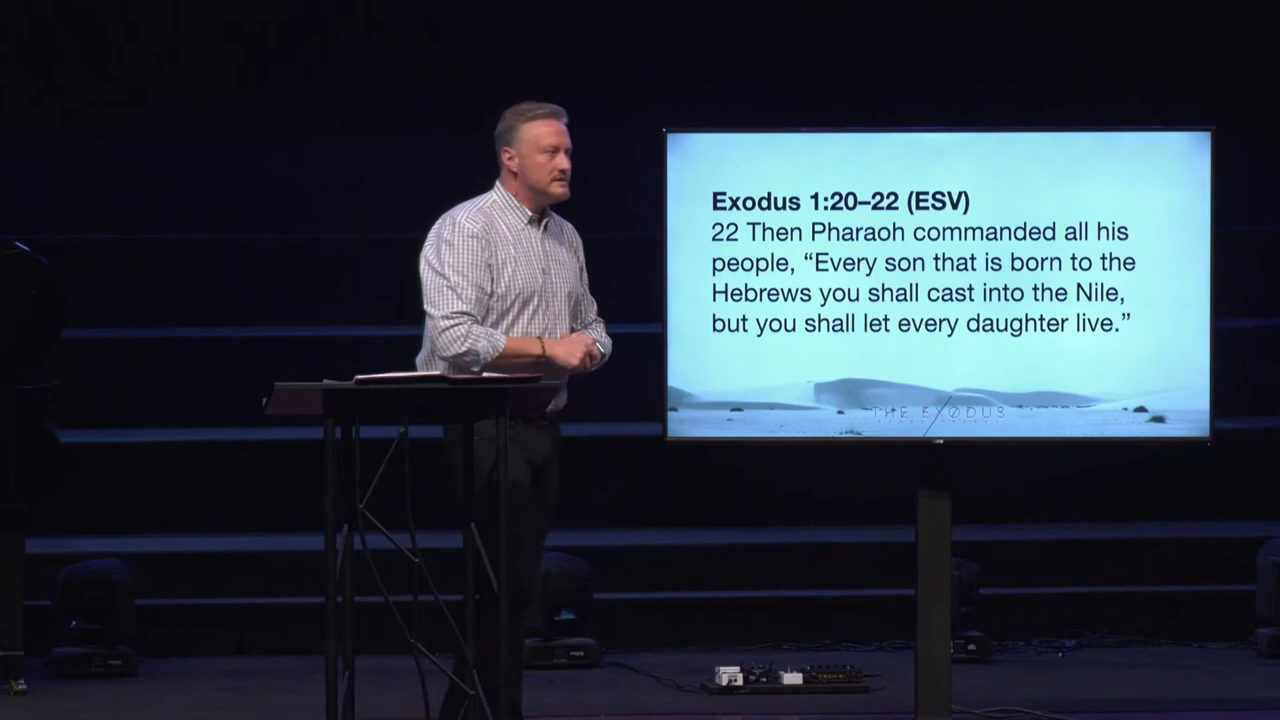 Exodus 1:20–22 (ESV)
22 Then Pharaoh commanded all his
people, “Every son that is born to the
Hebrews you shall cast into the Nile,
but you shall let every daughter live.”
THE EXODUS